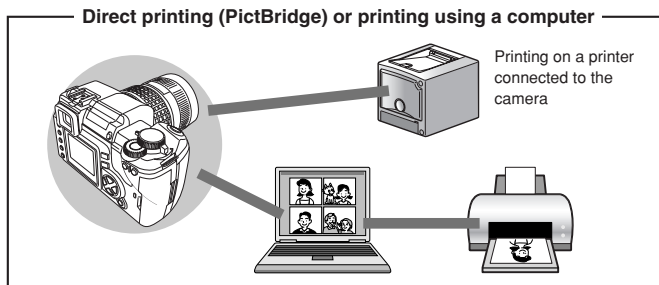 Direct printing (PictBridge) or printing using a computer
Printing on a printer
connected to the
camera